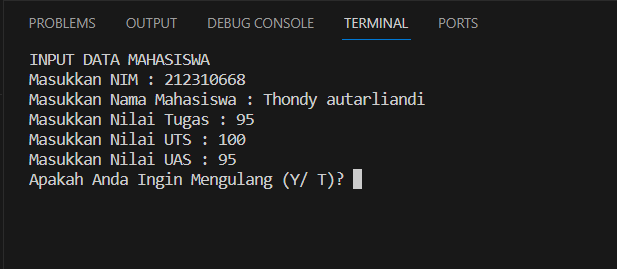 PROBLEMS OUTPUT DEBUG CONSOLE TERMINAL PORTS
INPUT DATA MAHASISWA
Masukkan NIM : 212310668
Masukkan Nama Mahasiswa : Thondy autarliandi
Masukkan Nilai Tugas : 95
Masukkan Nilai UTS : 100
Masukkan Nilai UAS : 95
Apakah Anda Ingin Mengulang (Y/ T)?